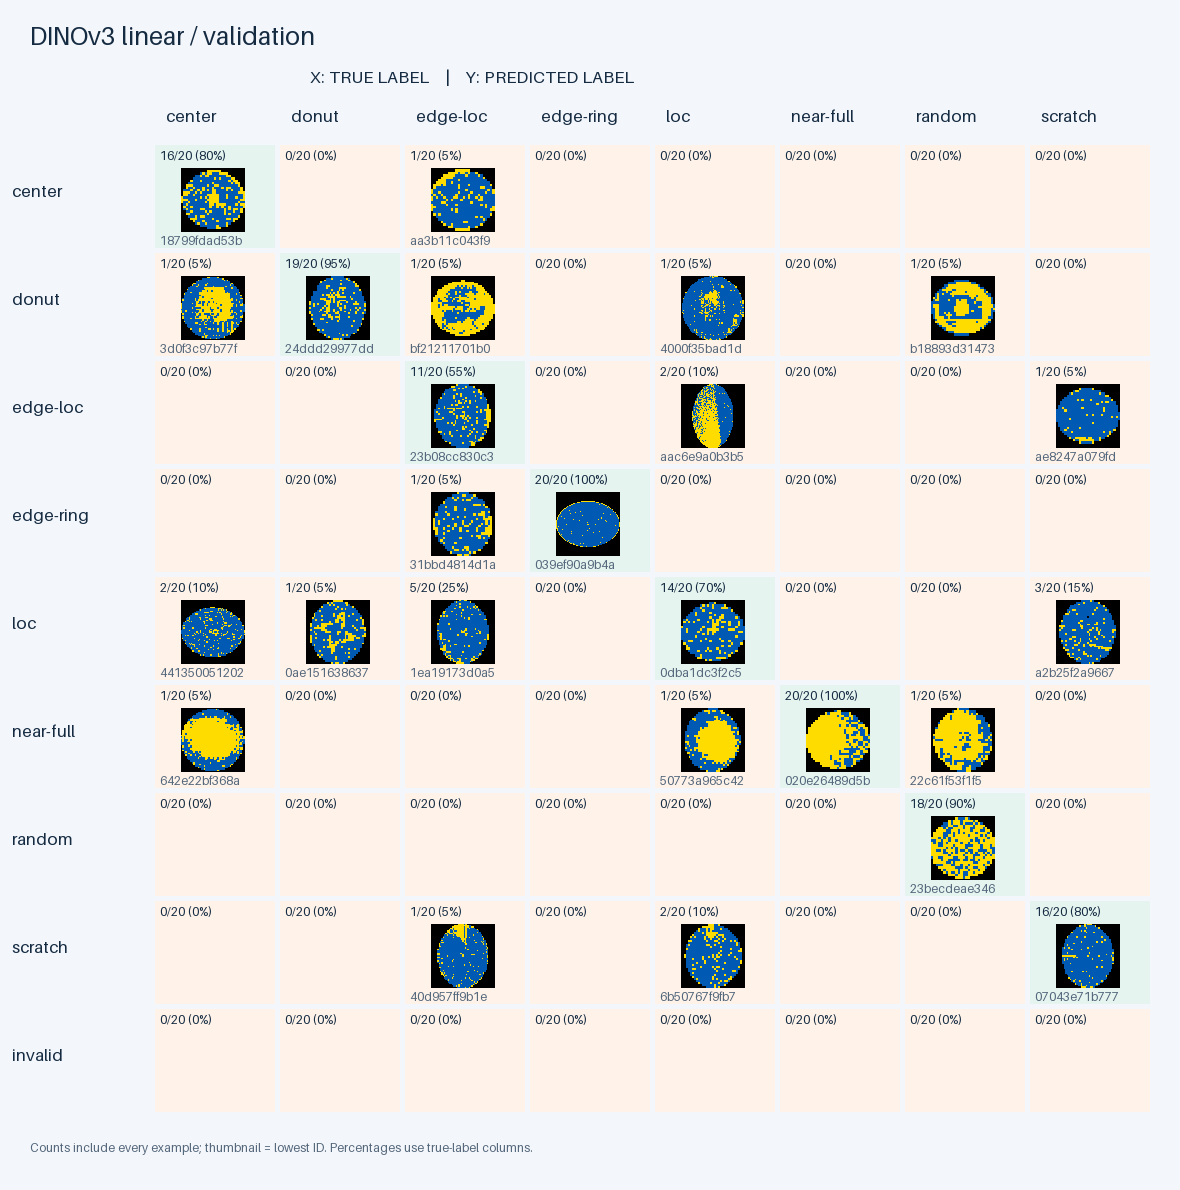 DINOv3 linear / validation
X: TRUE LABEL | Y: PREDICTED LABEL
center donut edge-loc edge-ring loc near-full random scratch
16/20 (80%) 0/20 (0%) 1/20 (5%) 0/20 (0%) 0/20 (0%) 0/20 (0%) 0/20 (0%) 0/20 (0%)
center
18799fdad53b aa3b11c043f9
1/20 (5%) 19/20 (95%) 1/20 (5%) 0/20 (0%) 1/20 (5%) 0/20 (0%) 1/20 (5%) 0/20 (0%)
donut
3d0f3c97b77f 24ddd29977dd bf21211701b0 4000f35bad1d b18893d31473
0/20 (0%) 0/20 (0%) 11/20 (55%) 0/20 (0%) 2/20 (10%) 0/20 (0%) 0/20 (0%) 1/20 (5%)
edge-loc
23b08cc830c3 aac6e9a0b3b5 ae8247a079fd
0/20 (0%) 0/20 (0%) 1/20 (5%) 20/20 (100%) 0/20 (0%) 0/20 (0%) 0/20 (0%) 0/20 (0%)
edge-ring
31bbd4814d1a 039ef90a9b4a
2/20 (10%) 1/20 (5%) 5/20 (25%) 0/20 (0%) 14/20 (70%) 0/20 (0%) 0/20 (0%) 3/20 (15%)
loc
441350051202 0ae151638637 1ea19173d0a5 0dba1dc3f2c5 a2b25f2a9667
1/20 (5%) 0/20 (0%) 0/20 (0%) 0/20 (0%) 1/20 (5%) 20/20 (100%) 1/20 (5%) 0/20 (0%)
near-full
642e22bf368a 50773a965c42 020e26489d5b 22c61f53f1f5
0/20 (0%) 0/20 (0%) 0/20 (0%) 0/20 (0%) 0/20 (0%) 0/20 (0%) 18/20 (90%) 0/20 (0%)
random
23becdeae346
0/20 (0%) 0/20 (0%) 1/20 (5%) 0/20 (0%) 2/20 (10%) 0/20 (0%) 0/20 (0%) 16/20 (80%)
scratch
40d957ff9b1e 6b50767f9fb7 07043e71b777
0/20 (0%) 0/20 (0%) 0/20 (0%) 0/20 (0%) 0/20 (0%) 0/20 (0%) 0/20 (0%) 0/20 (0%)
invalid
Counts include every example; thumbnail = lowest ID. Percentages use true-label columns.